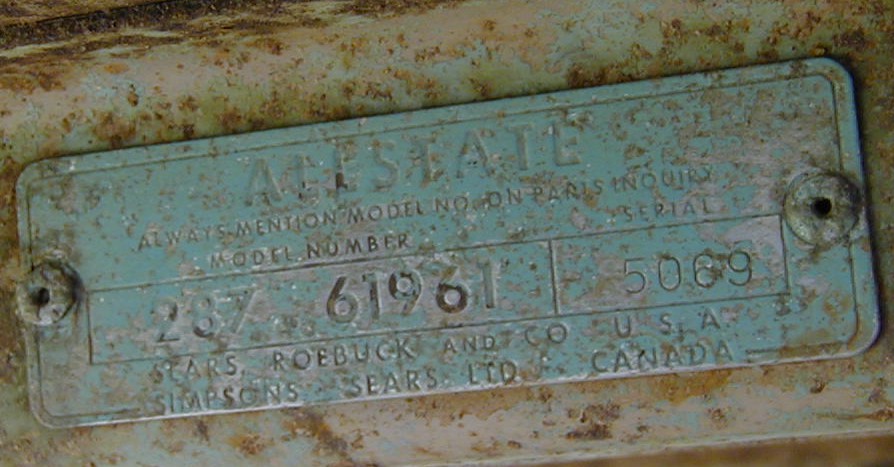 ALLSTATE
ALWAYS MENTION MODEL NO. ON PARTS INQUIRY
MODEL NUMBER SERIAL
287 61961 5069
SEARS, ROEBUCK AND CO U. S. A.
SIMPSONS - SEARS LTD. CANADA